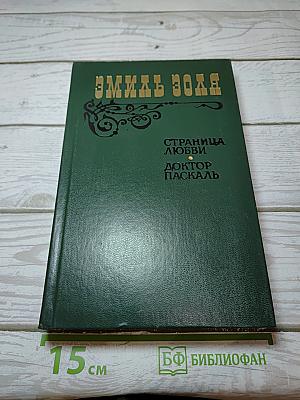 ЭМИЛЬ ЗОЛЯ
СТРАНИЦА
ЛЮБВИ
ДОКТОР
ПАСКАЛЬ
15 см
БФ БИБЛИОФАН